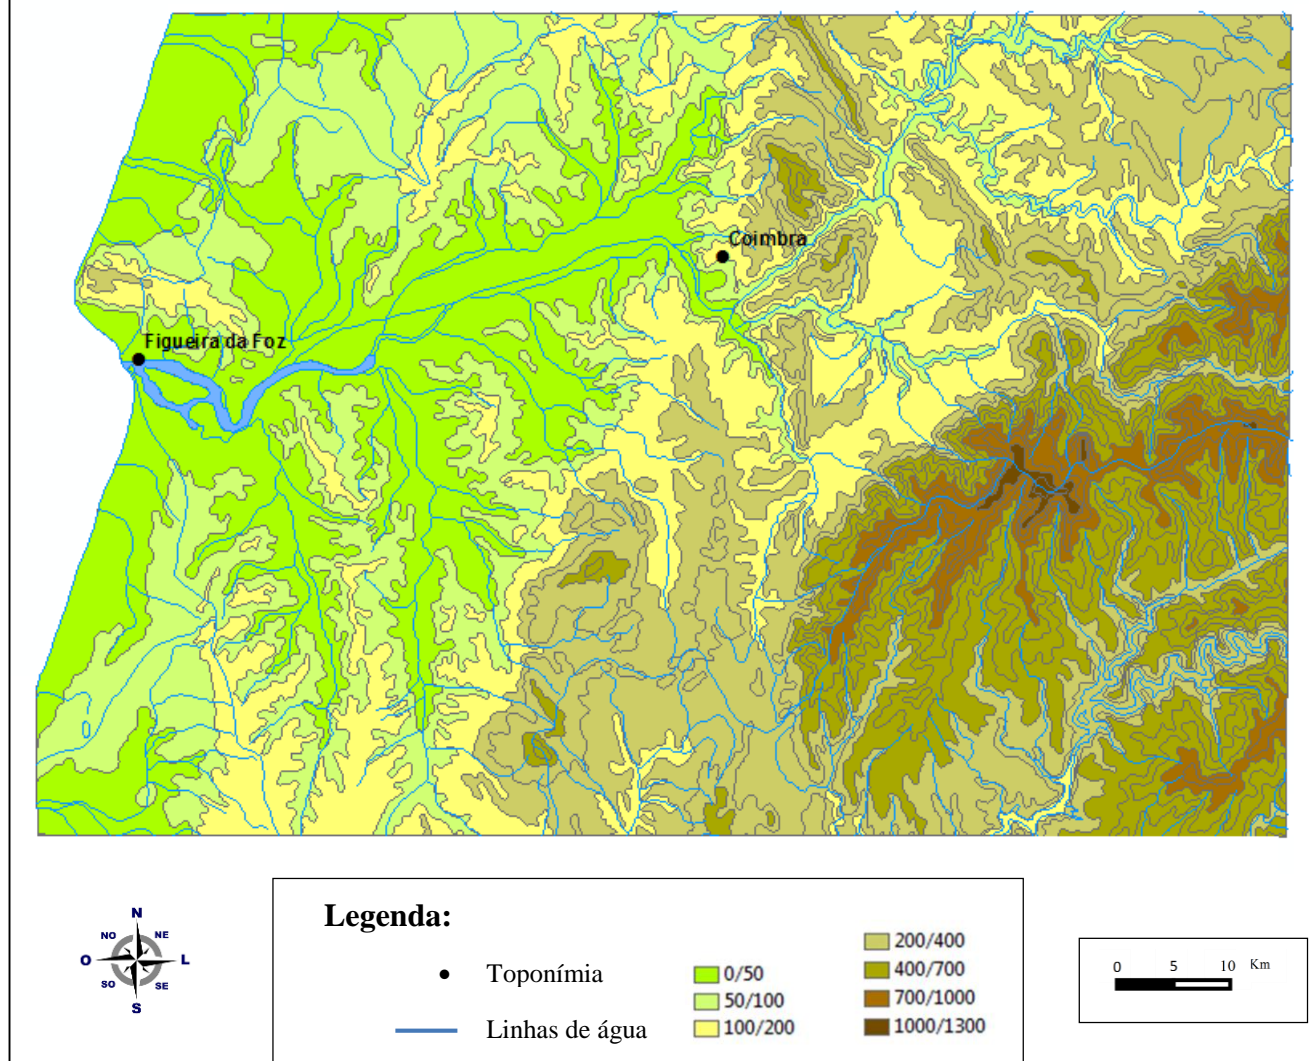 Coimbra
Figueira da Foz
N
NO NE
O L
SO SE
S
Legenda:
Toponímia
Linhas de água
0/50
50/100
100/200
200/400
400/700
700/1000
1000/1300
0 5 10 Km